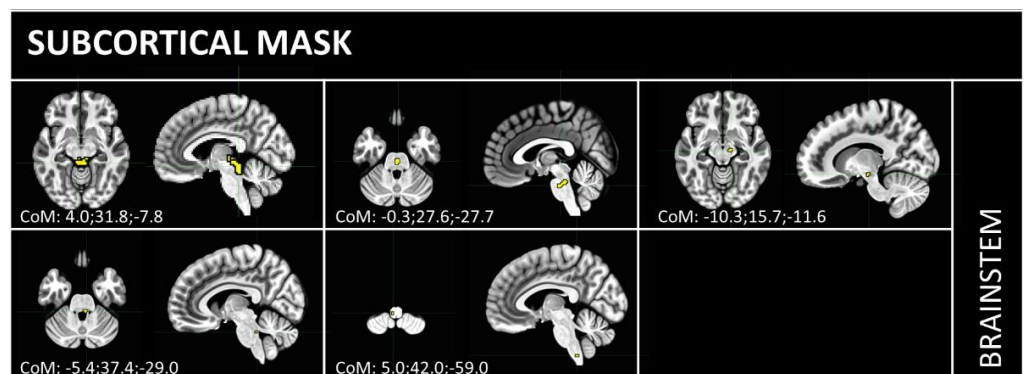 SUBCORTICAL MASK
CoM: 4.0;31.8;-7.8
CoM: -0.3;27.6;-27.7
CoM: -10.3;15.7;-11.6
CoM: -5.4;37.4;-29.0
CoM: 5.0;42.0;-59.0
BRAINSTEM